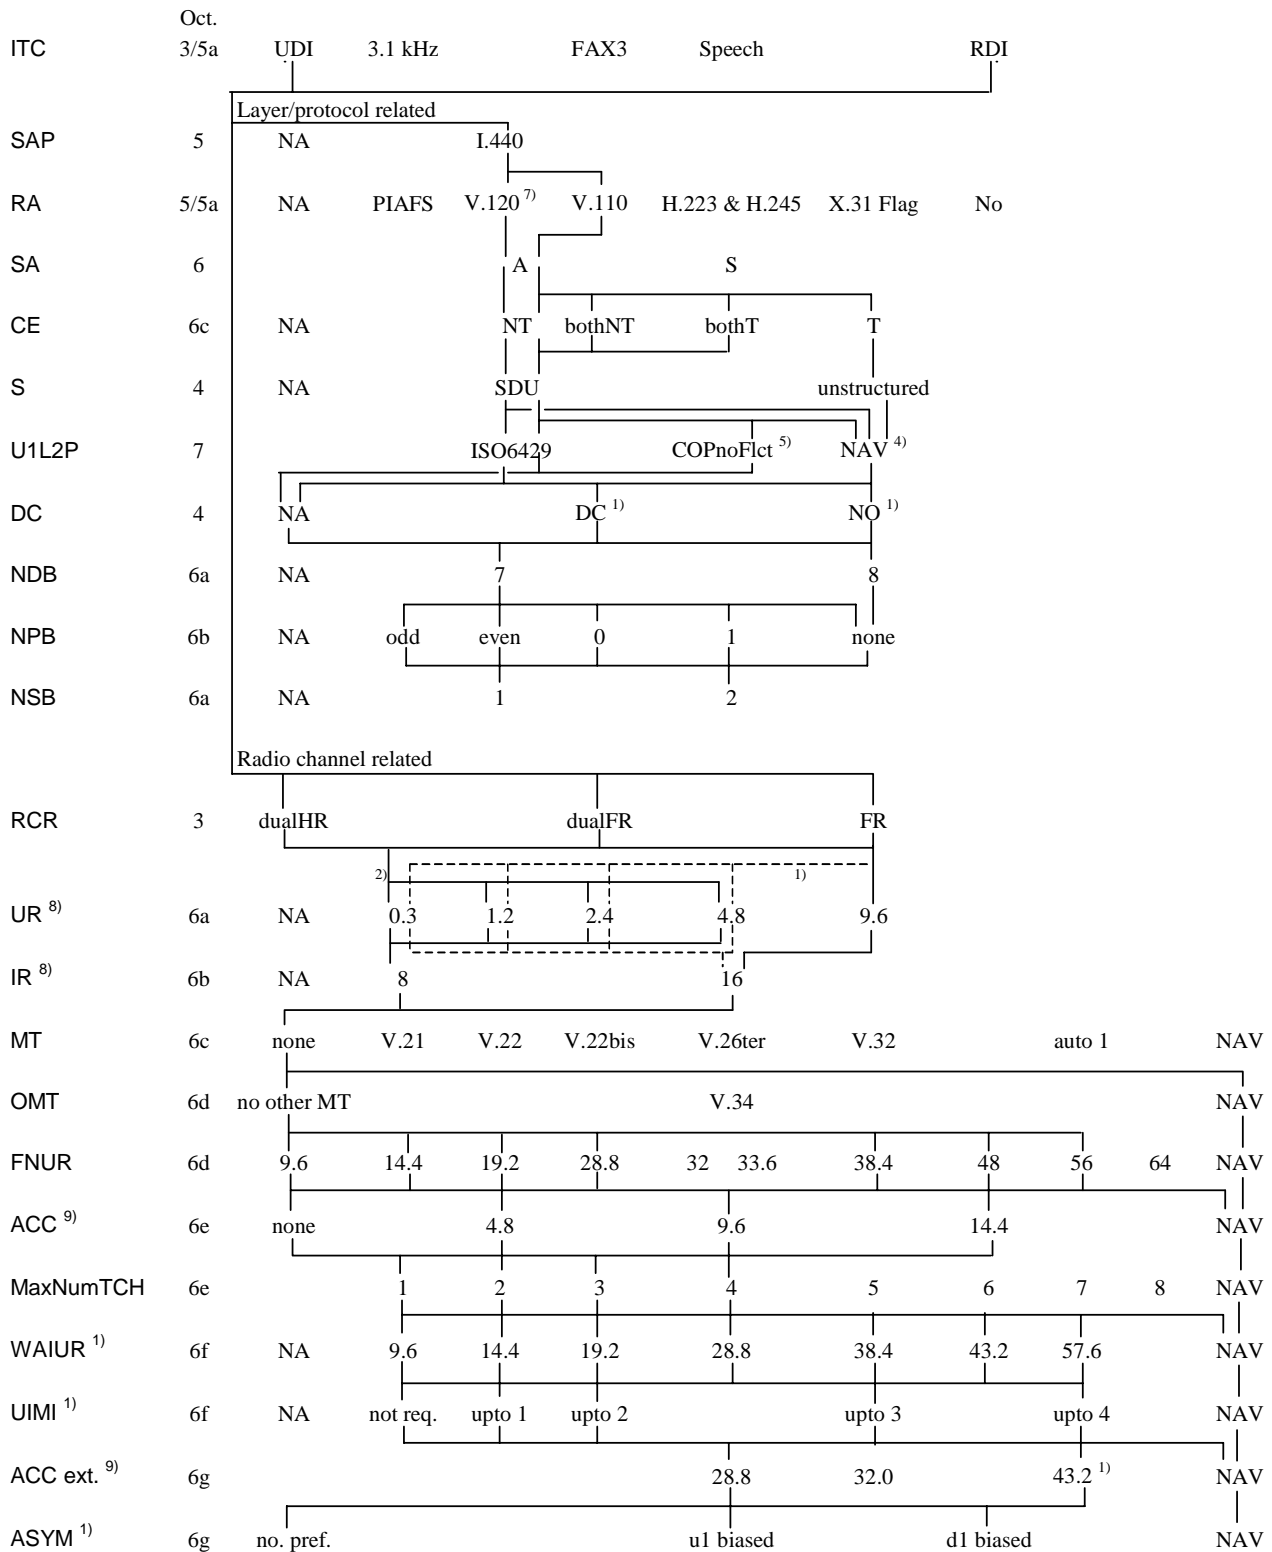 Oct.
ITC 3/5a UDI 3.1 kHz FAX3 Speech RDI
Layer/protocol related
SAP 5 NA I.440
RA 5/5a NA PIAFS V.120 7) V.110 H.223 & H.245 X.31 Flag No
SA 6 A S
CE 6c NA NT bothNT bothT T
S 4 NA SDU unstructured
U1L2P 7 ISO6429 COPnoFlct 5) NAV 4)
DC 4 NA DC 1) NO 1)
NDB 6a NA 7 8
NPB 6b NA odd even 0 1 none
NSB 6a NA 1 2
Radio channel related
RCR 3 dualHR dualFR FR
2) 1)
UR 8) 6a NA 0.3 1.2 2.4 4.8 9.6
IR 8) 6b NA 8 16
MT 6c none V.21 V.22 V.22bis V.26ter V.32 auto 1 NAV
OMT 6d no other MT V.34 NAV
FNUR 6d 9.6 14.4 19.2 28.8 32 33.6 38.4 48 56 64 NAV
ACC 9) 6e none 4.8 9.6 14.4 NAV
MaxNumTCH 6e 1 2 3 4 5 6 7 8 NAV
WAIUR 1) 6f NA 9.6 14.4 19.2 28.8 38.4 43.2 57.6 NAV
UIMI 1) 6f NA not req. upto 1 upto 2 upto 3 upto 4 NAV
ACC ext. 9) 6g 28.8 32.0 43.2 1) NAV
ASYM 1) 6g no. pref. u1 biased d1 biased NAV